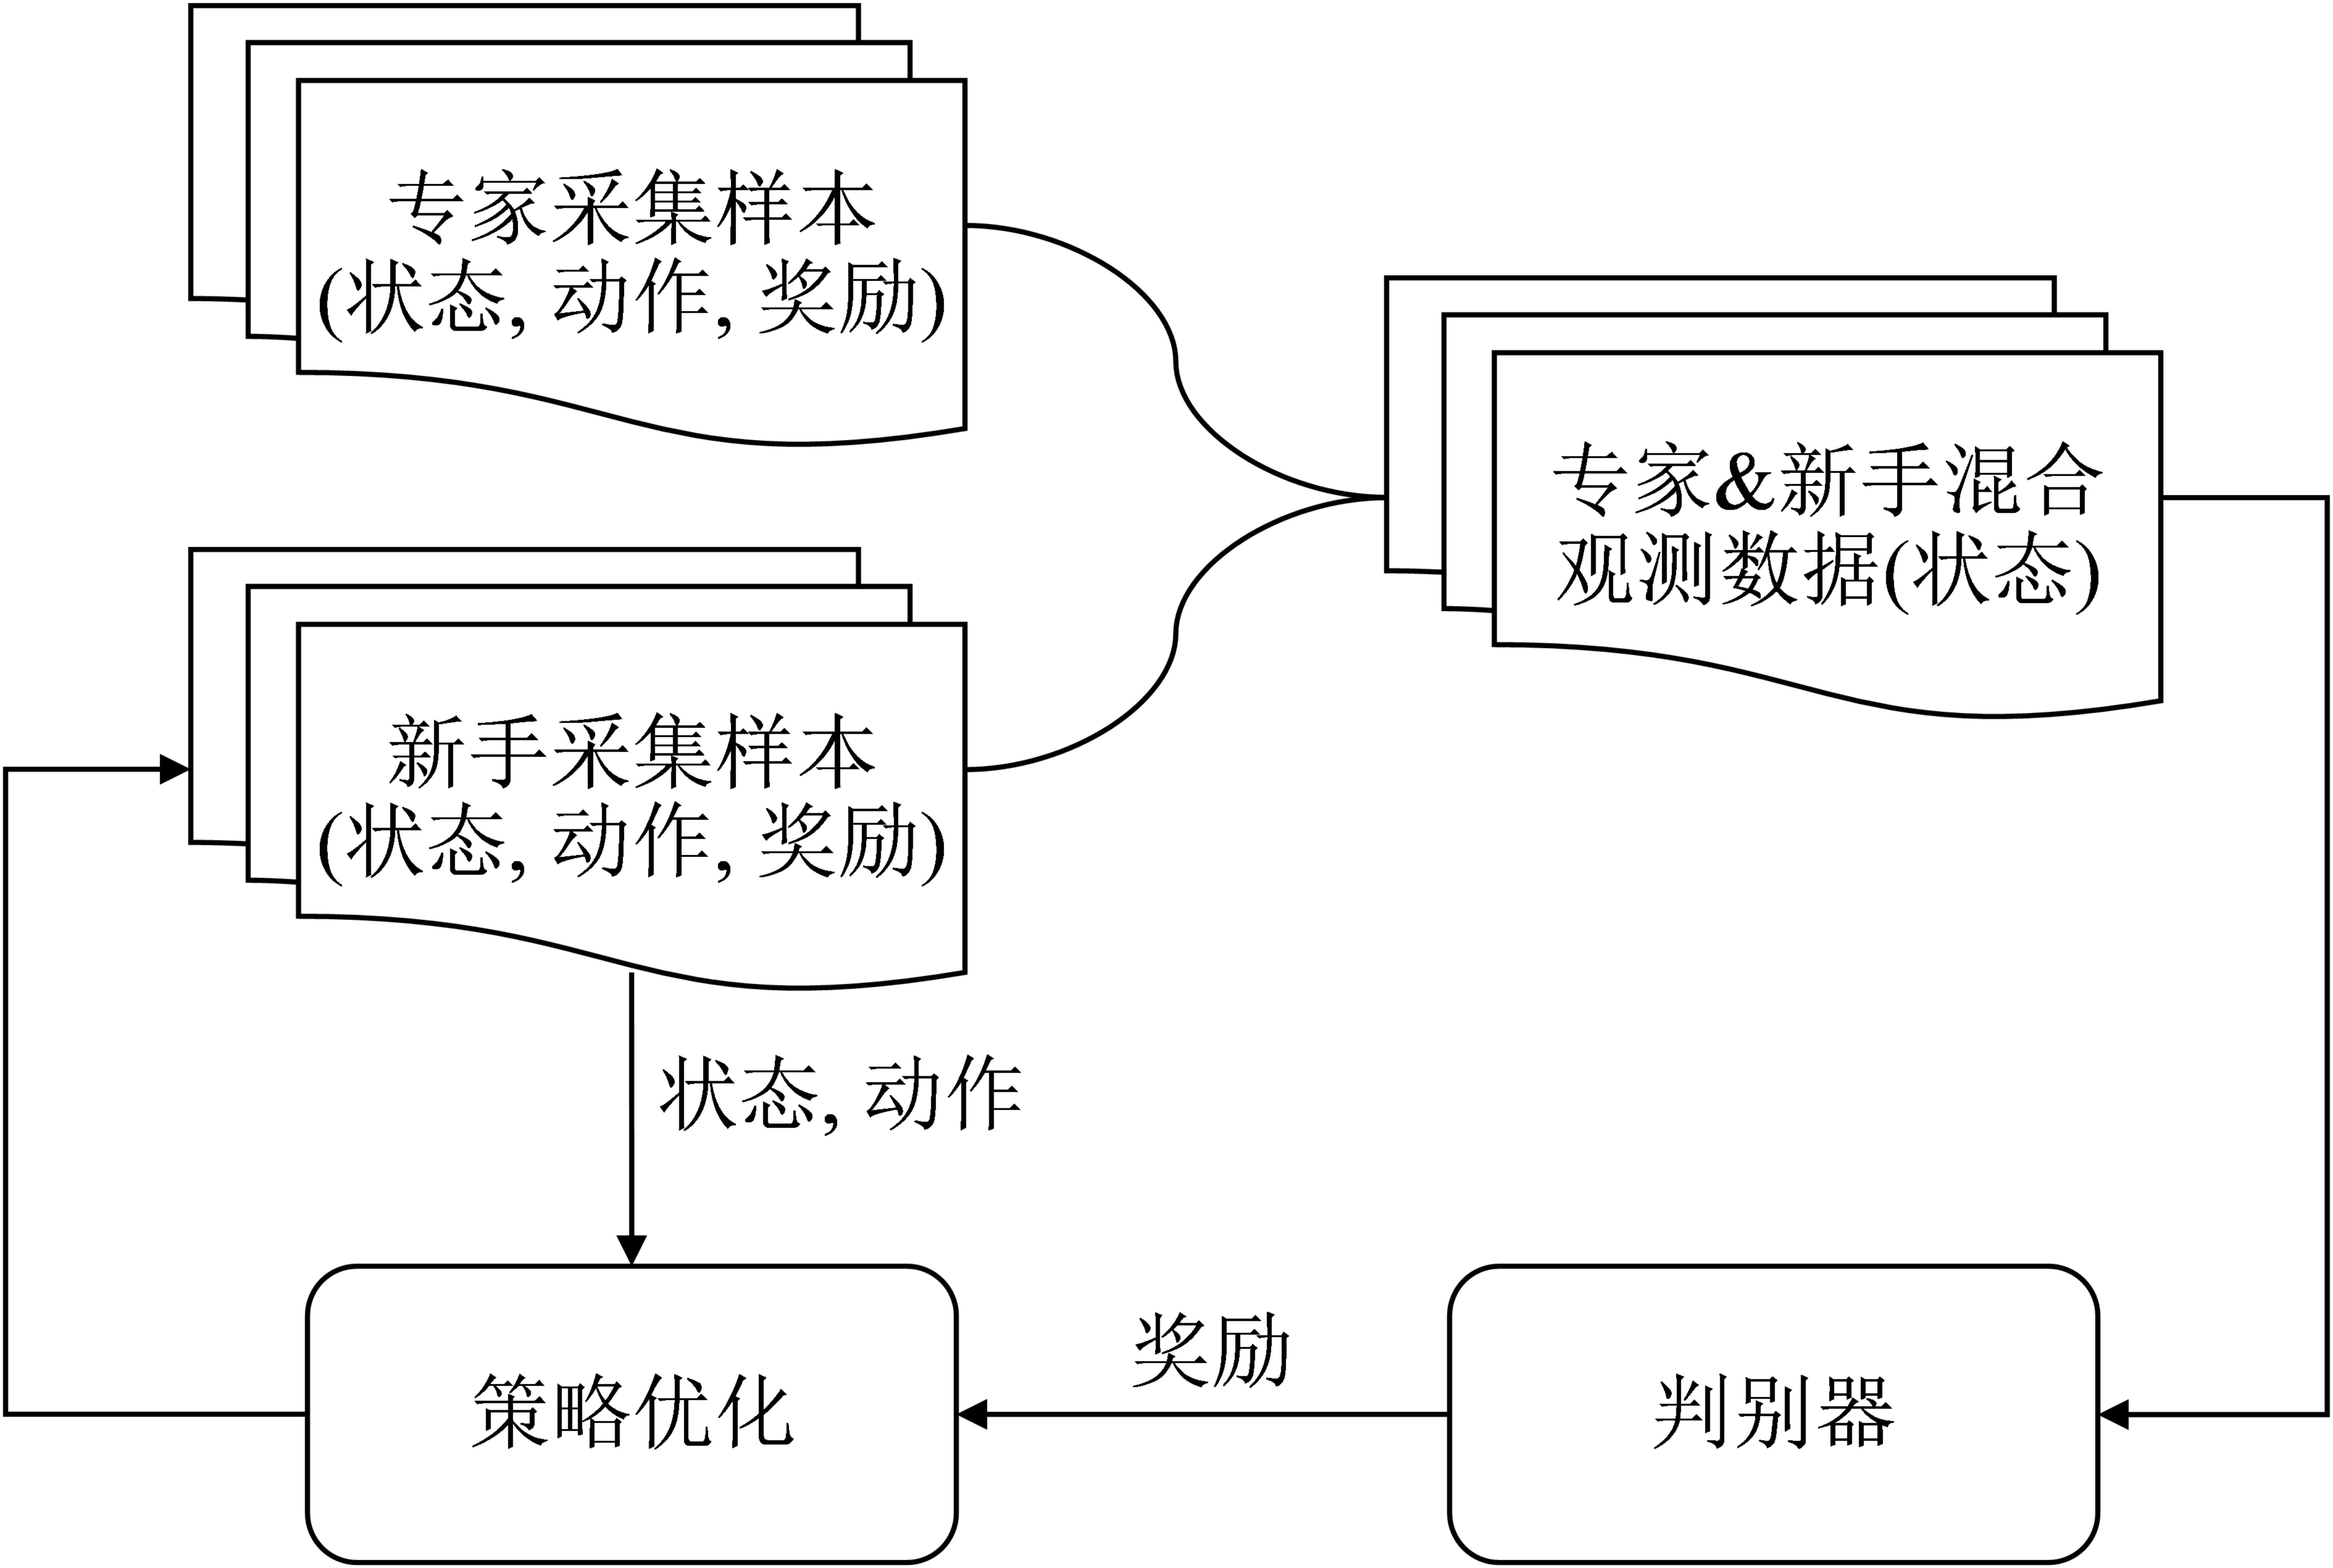 专家采集样本
(状态, 动作, 奖励)
专家&新手混合
观测数据(状态)
新手采集样本
(状态, 动作, 奖励)
状态, 动作
奖励
策略优化
判别器